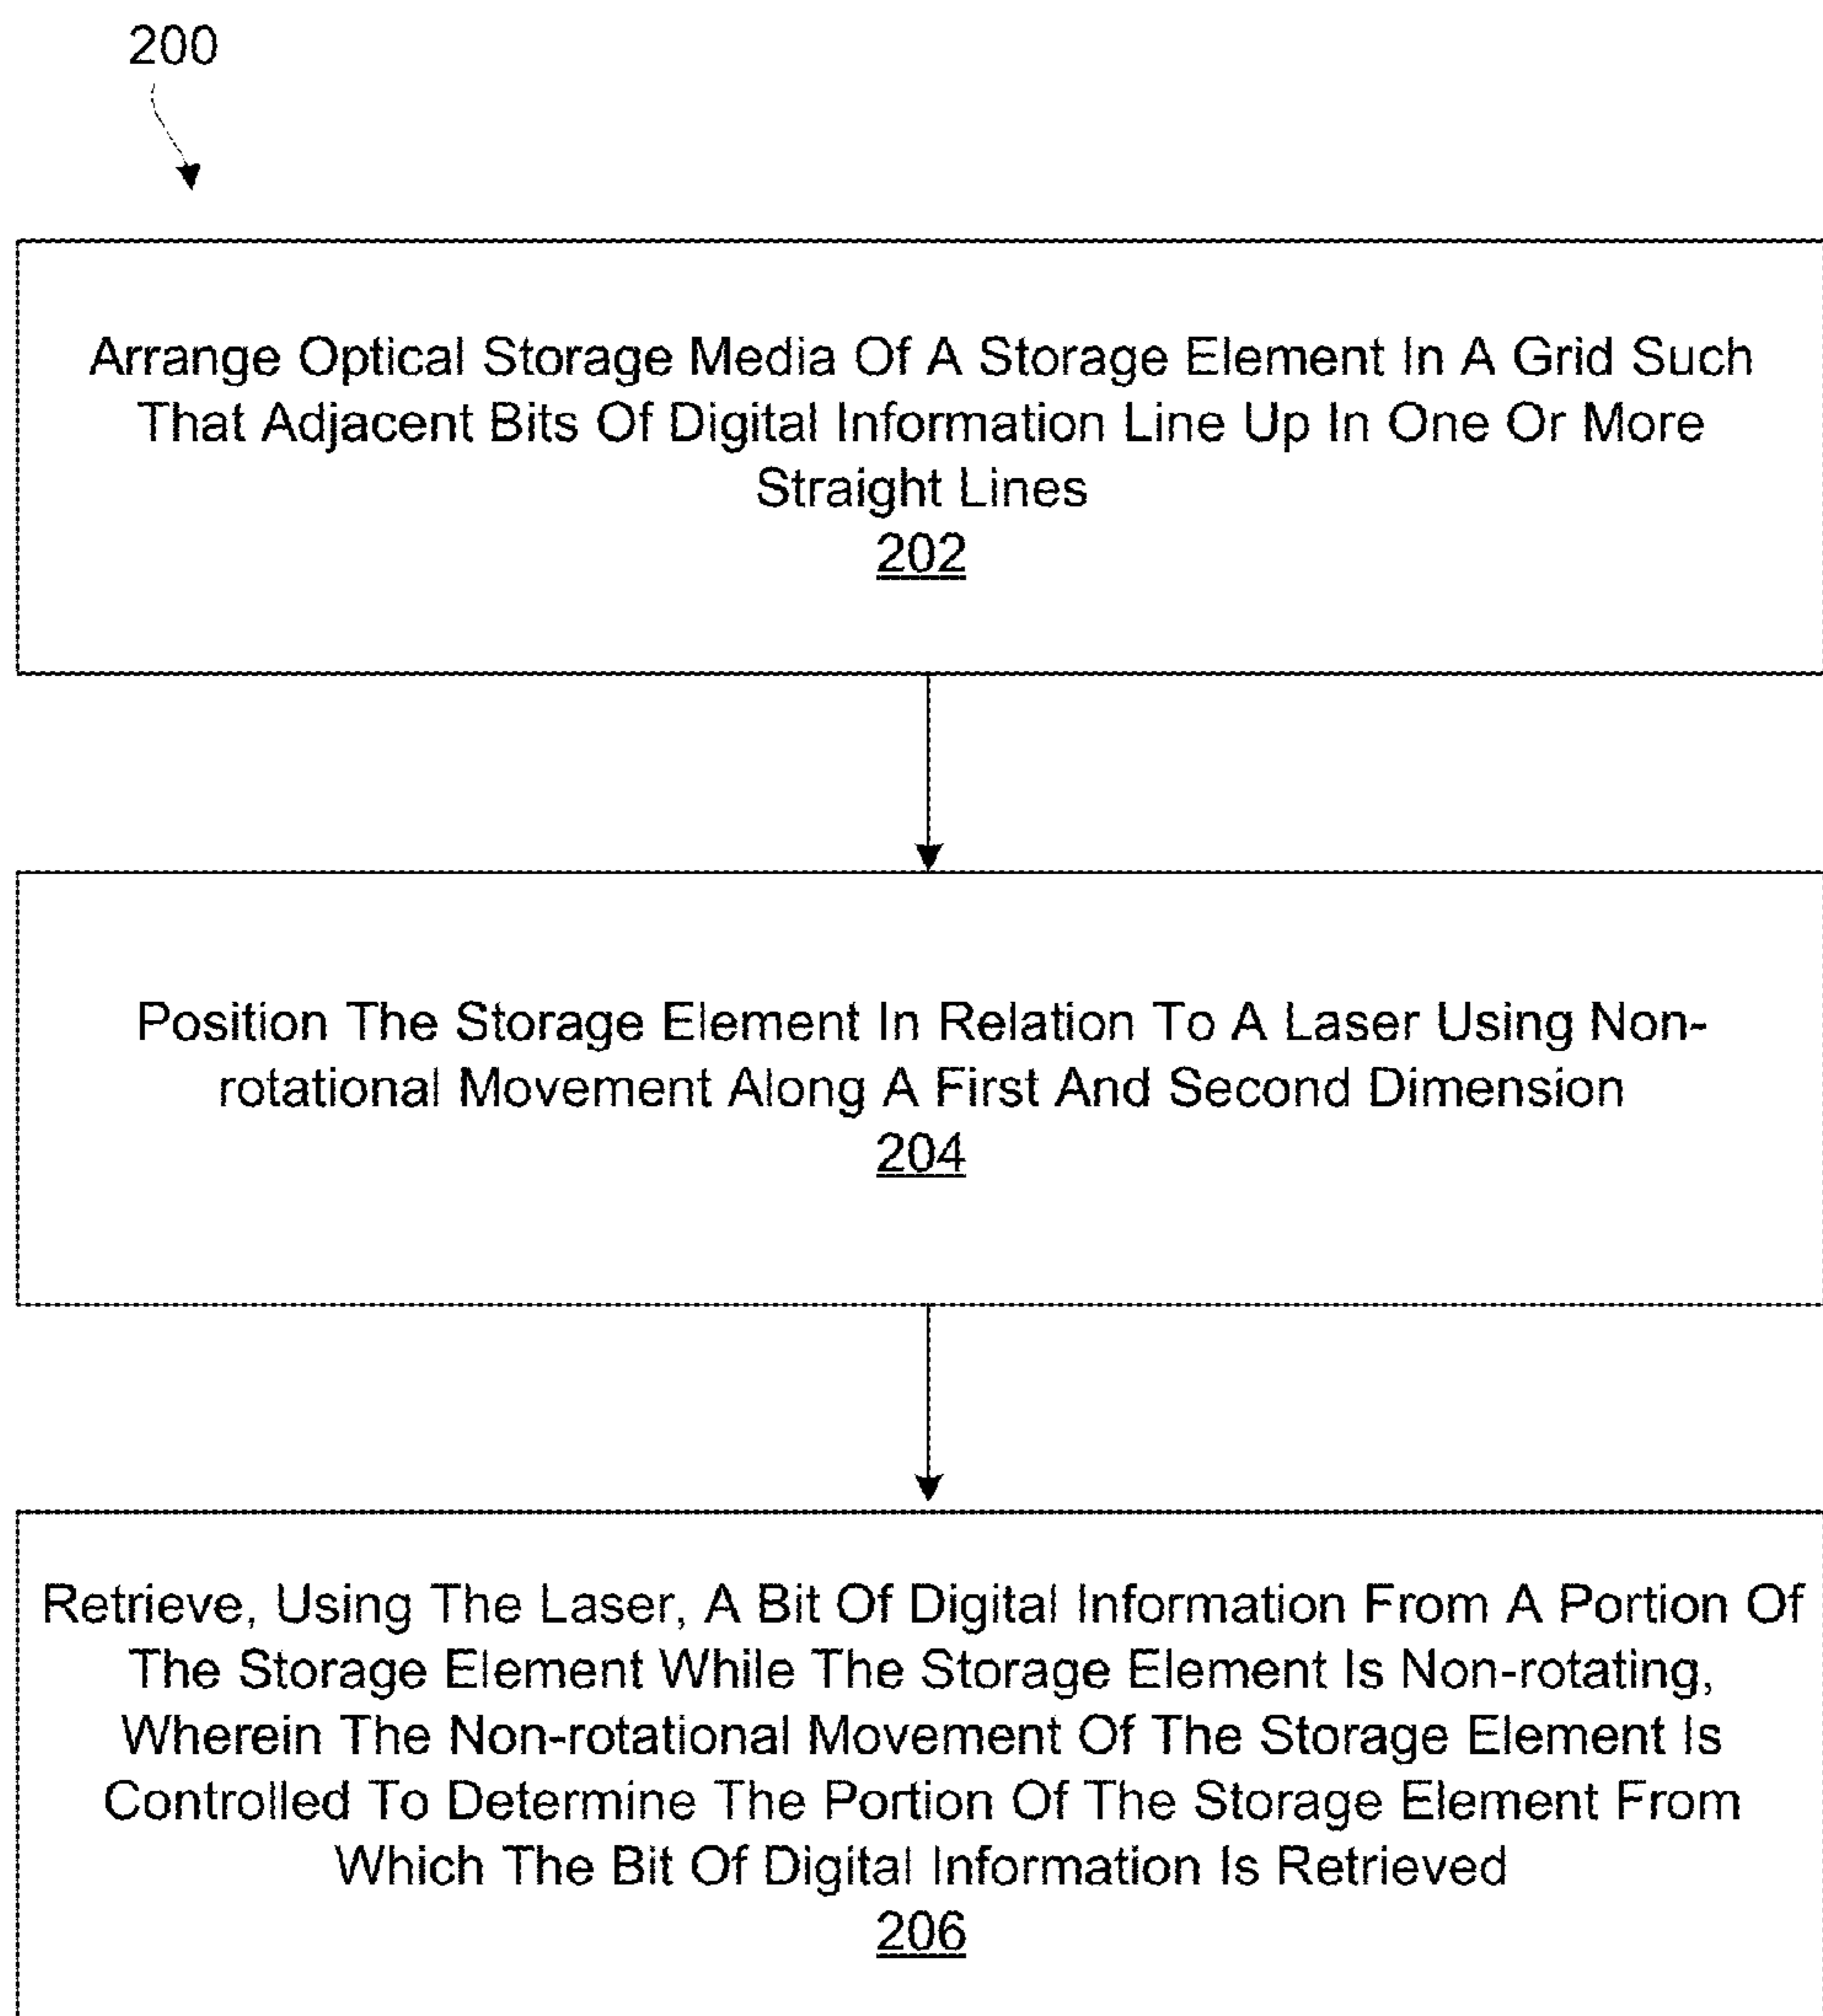 200
Arrange Optical Storage Media Of A Storage Element In A Grid Such
That Adjacent Bits Of Digital Information Line Up In One Or More
Straight Lines
202
Position The Storage Element In Relation To A Laser Using Non-
rotational Movement Along A First And Second Dimension
204
Retrieve, Using The Laser, A Bit Of Digital Information From A Portion Of
The Storage Element While The Storage Element Is Non-rotating,
Wherein The Non-rotational Movement Of The Storage Element Is
Controlled To Determine The Portion Of The Storage Element From
Which The Bit Of Digital Information Is Retrieved
206